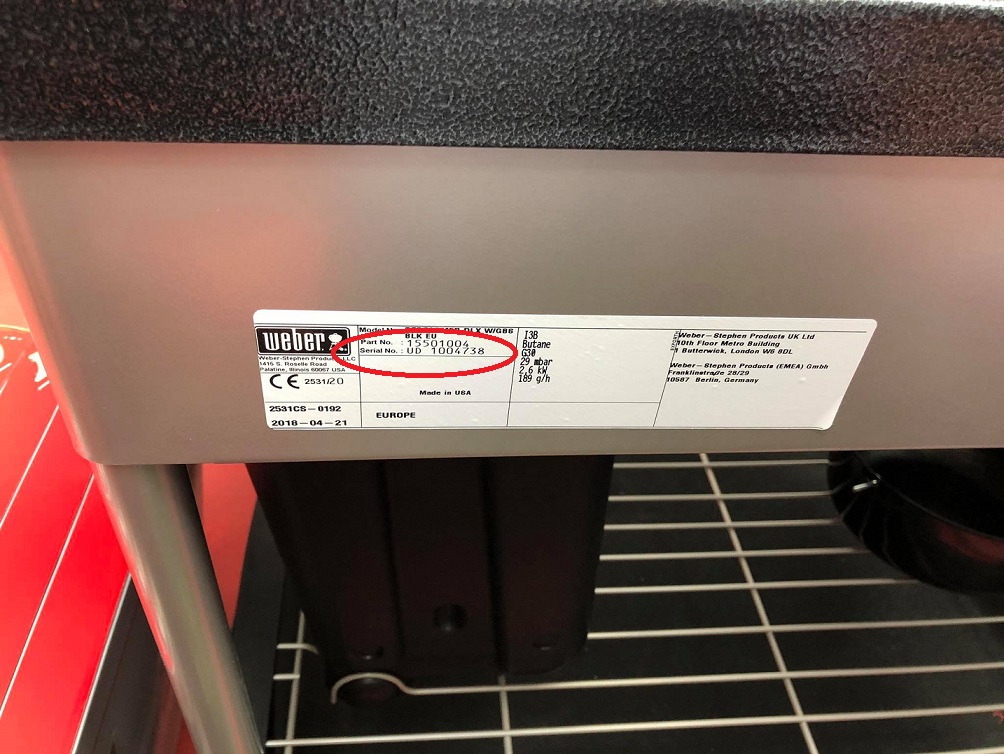 weber
Weber-Stephen Products LLC
S. Roselle Road
Palatine, Illinois 60067 USA
CE 2531/20
2531CS-0192
2018-04-21
Model No. DLX W/GBS
BLK EU
Part No. : 15501004
Serial No. : UD 1004738
Made in USA
EUROPE
I3B
Butane
G30
29 mbar
2,6 kW
189 g/h
Weber-Stephen Products UK Ltd
10th Floor Metro Building
1 Butterwick, London W6 8DL
Weber-Stephen Products (EMEA) GmbH
Franklinstraße 28/29
10587 Berlin, Germany